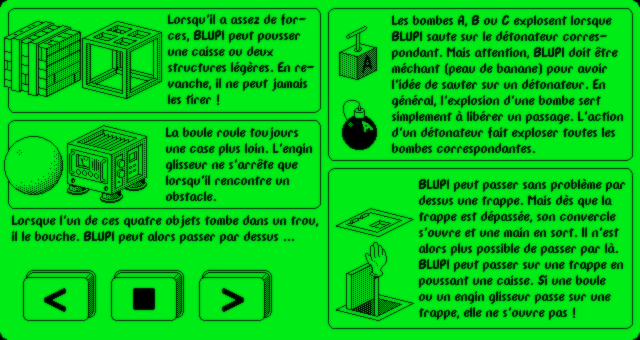 Lorsqu'il a assez de for-
ces, BLUPI peut pousser
une caisse ou deux
structures légères. En re-
vanche, il ne peut jamais
les tirer !
La boule roule toujours
une case plus loin. L'engin
glisseur ne s'arrête que
lorsqu'il rencontre un
obstacle.
Lorsque l'un de ces quatre objets tombe dans un trou,
il le bouche. BLUPI peut alors passer par dessus ...
<
>
Les bombes A, B ou C explosent lorsque
BLUPI saute sur le détonateur corres-
pondant. Mais attention, BLUPI doit être
méchant (peau de banane) pour avoir
l'idée de sauter sur un détonateur. En
général, l'explosion d'une bombe sert
simplement à libérer un passage. L'action
d'un détonateur fait exploser toutes les
bombes correspondantes.
A
A
BLUPI peut passer sans problème par
dessus une trappe. Mais dès que la
trappe est dépassée, son convercle
s'ouvre et une main en sort. Il n'est
alors plus possible de passer par là.
BLUPI peut passer sur une trappe en
poussant une caisse. Si une boule
ou un engin glisseur passe sur une
trappe, elle ne s'ouvre pas !